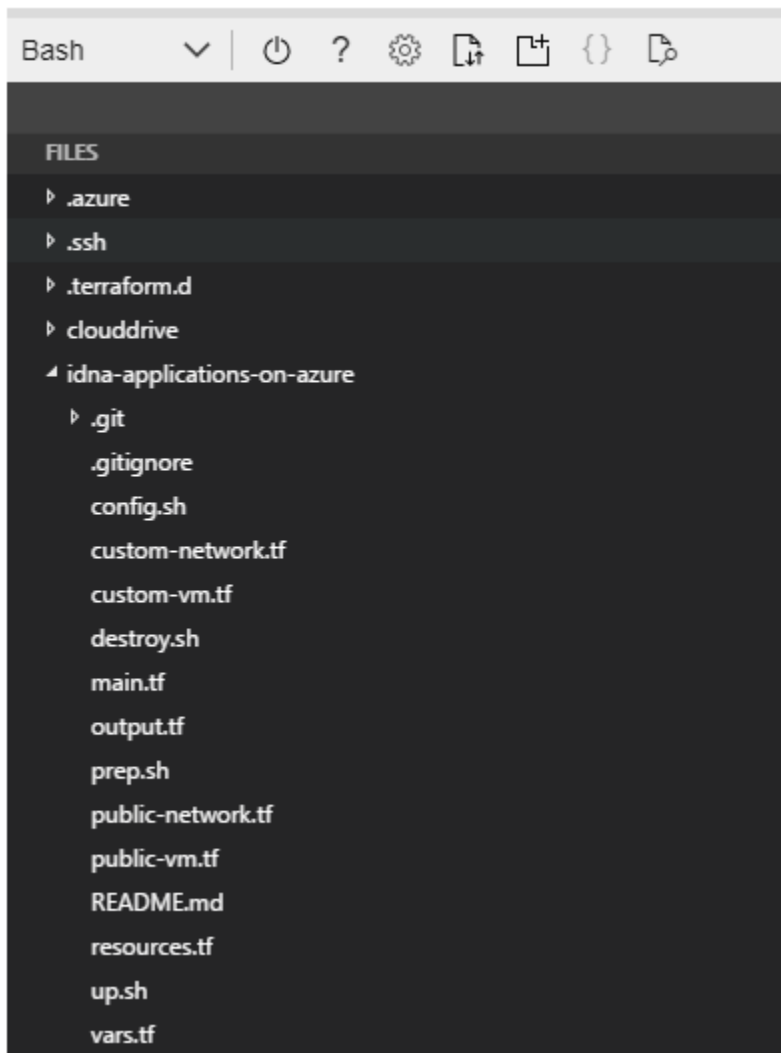 Bash
FILES
.azure
.ssh
.terraform.d
clouddrive
idna-applications-on-azure
.git
.gitignore
config.sh
custom-network.tf
custom-vm.tf
destroy.sh
main.tf
output.tf
prep.sh
public-network.tf
public-vm.tf
README.md
resources.tf
up.sh
vars.tf